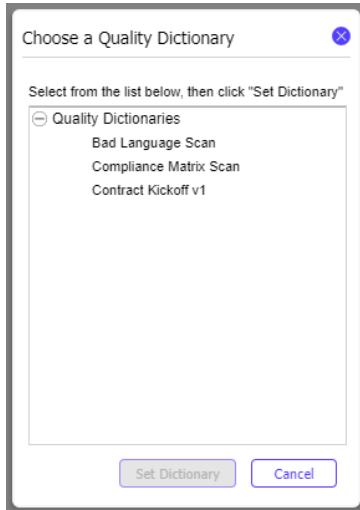 Choose a Quality Dictionary
Select from the list below, then click "Set Dictionary"
Quality Dictionaries
Bad Language Scan
Compliance Matrix Scan
Contract Kickoff v1
Set Dictionary
Cancel